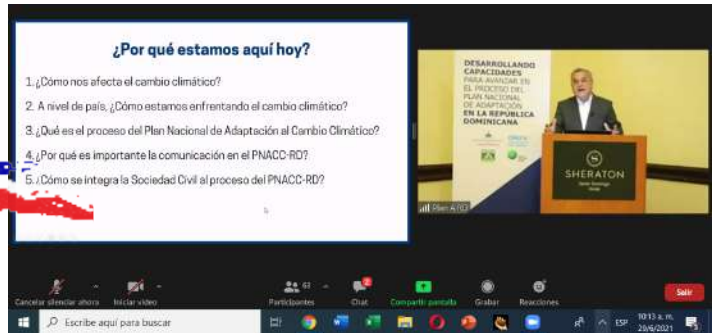 ¿Por qué estamos aquí hoy?
1. ¿Cómo nos afecta el cambio climático?
2. A nivel de país, ¿Cómo estamos enfrentando el cambio climático?
3. ¿Qué es el proceso del Plan Nacional de Adaptación al Cambio Climático?
4. ¿Por qué es importante la comunicación en el PNACC-RD?
5. ¿Cómo se integra la Sociedad Civil al proceso del PNACC-RD?
DESARROLLANDO
CAPACIDADES
PARA AVANZAR EN
EL PROCESO DEL
PLAN NACIONAL
DE ADAPTACIÓN
EN LA REPÚBLICA
DOMINICANA
S
SHERATON
Santo Domingo
Cancelar silenciar ahora
Iniciar video
61
Participantes
2
Chat
Compartir pantalla
Grabar
Reacciones
Salir
Escribe aquí para buscar
ESP
10:13 a. m.
29/6/2021